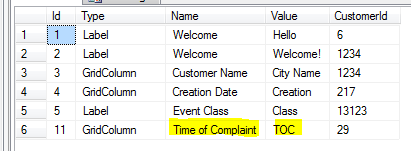 Id Type Name Value CustomerId
1 1 Label Welcome Hello 6
2 2 Label Welcome Welcome! 1234
3 3 GridColumn Customer Name City Name 1234
4 4 GridColumn Creation Date Creation 217
5 5 Label Event Class Class 13123
6 11 GridColumn Time of Complaint TOC 29